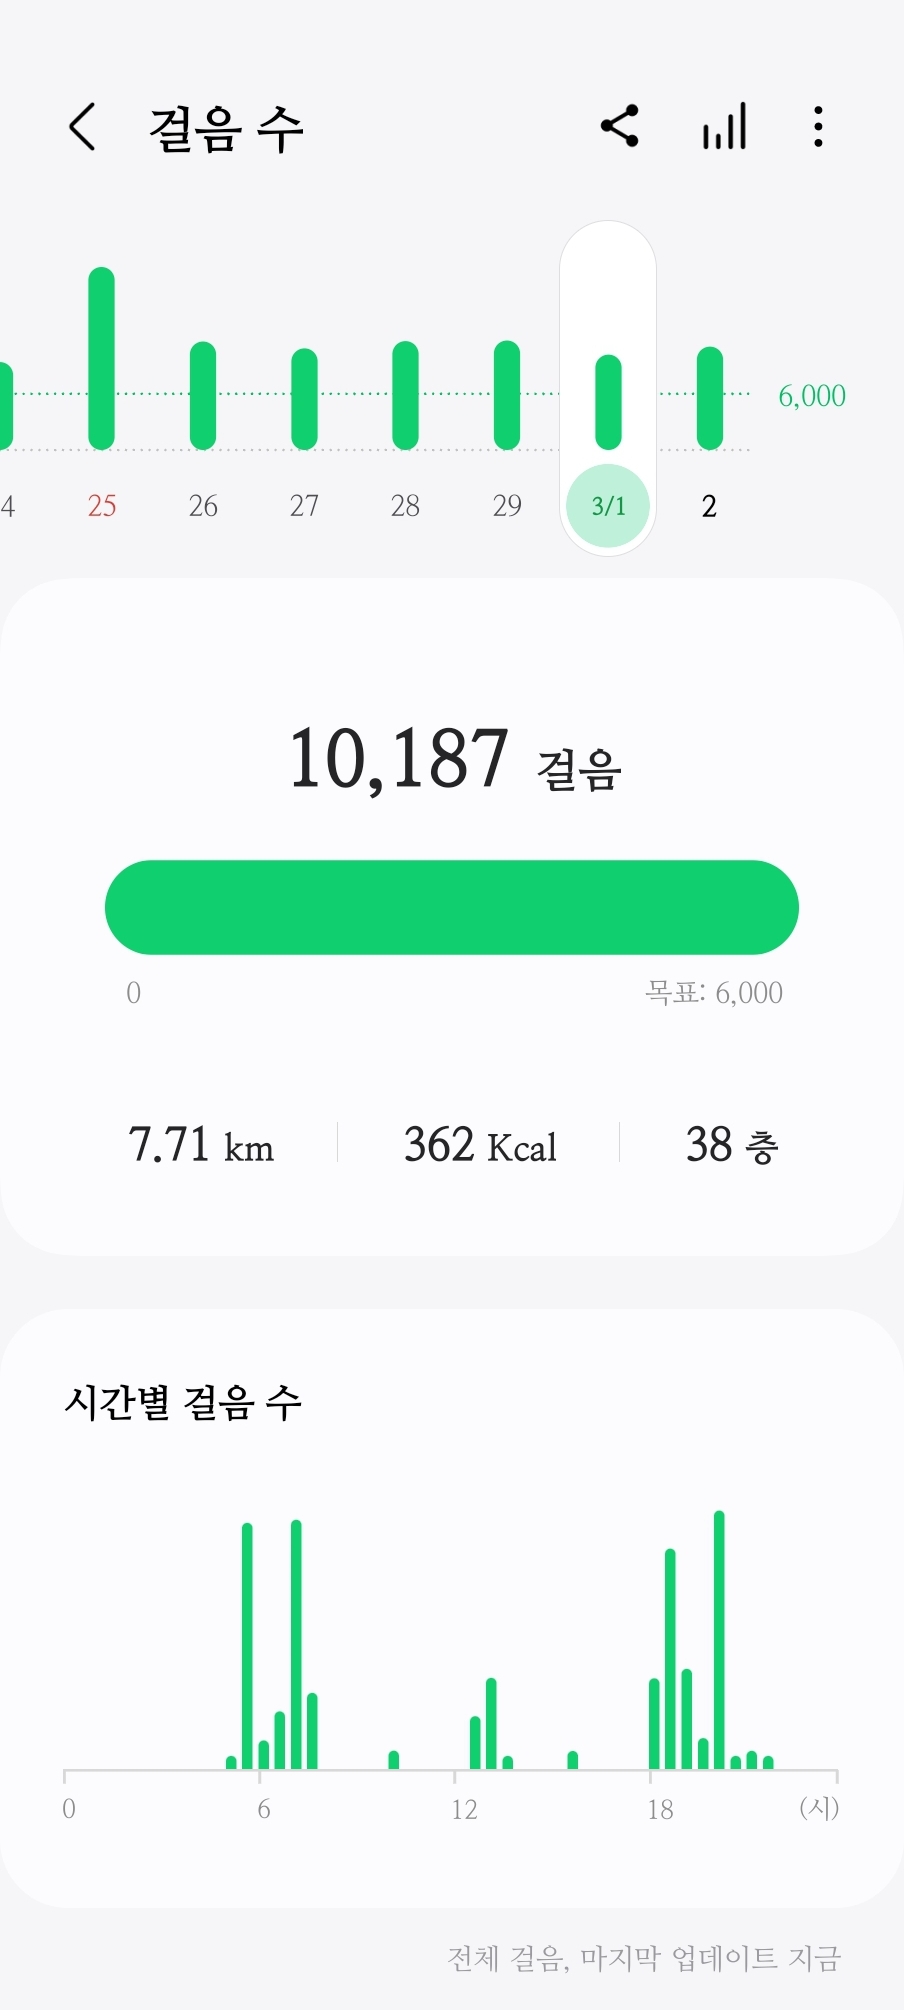 걸음 수
6,000
4 25 26 27 28 29 3/1 2
10,187 걸음
0 목표: 6,000
7.71 km 362 Kcal 38 층
시간별 걸음 수
0 6 12 18 (시)
전체 걸음, 마지막 업데이트 지금